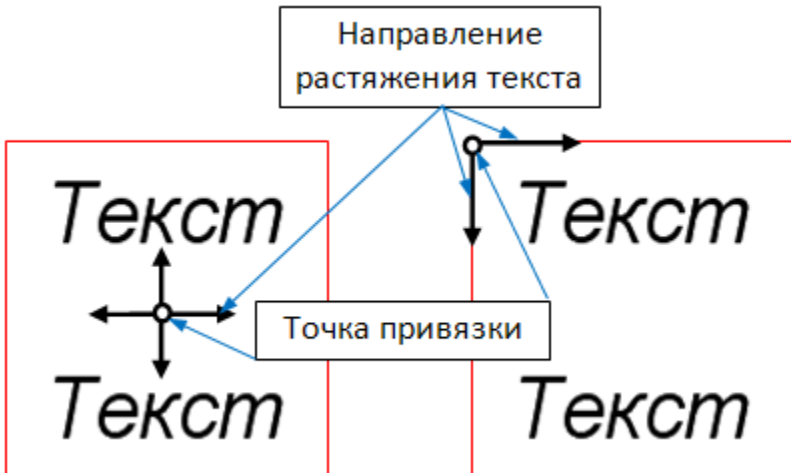 Направление
растяжения текста
Текст
Текст
Точка привязки
Текст
Текст